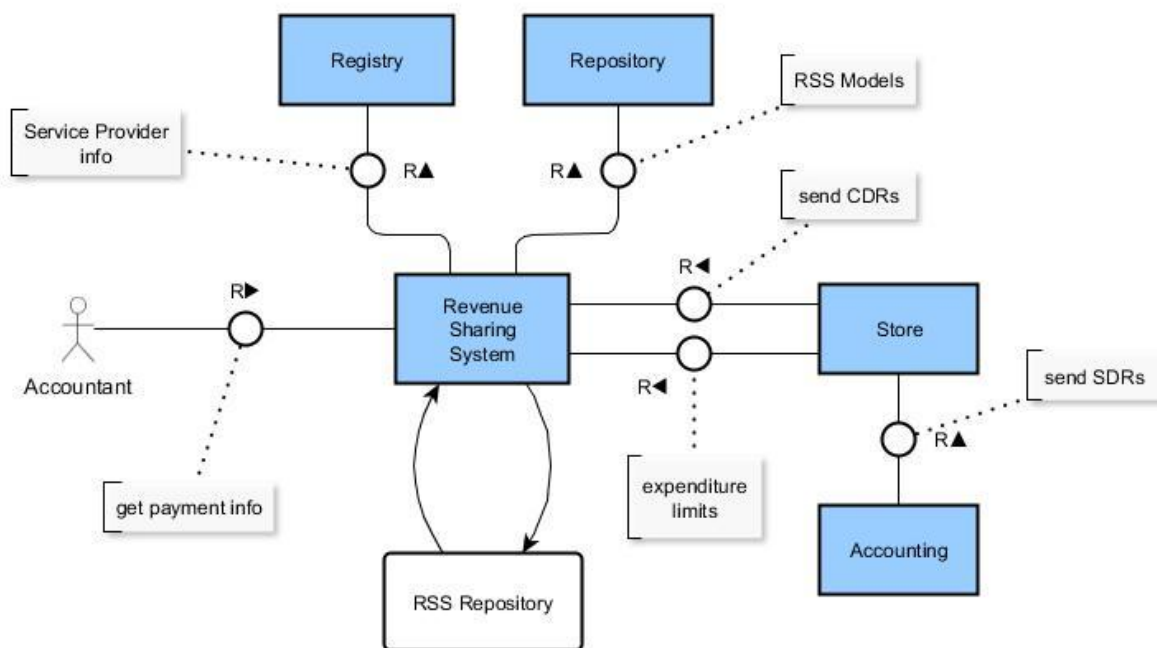 Registry
Repository
RSS Models
Service Provider
info
R▲
R▲
send CDRs
R◀
R▶
Revenue
Sharing
System
Store
Accountant
R◀
send SDRs
R▲
get payment info
expenditure
limits
Accounting
RSS Repository